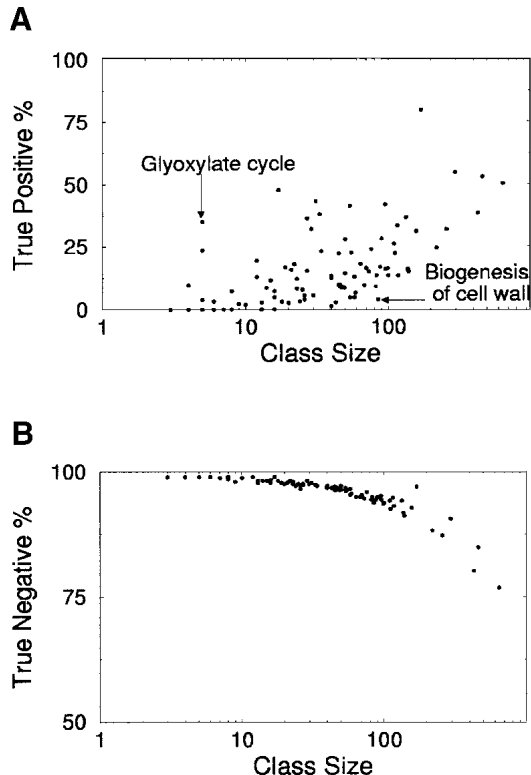 A
100
75
50
25
0
True Positive %
Glyoxylate cycle
Biogenesis
of cell wall
1
10
100
Class Size
B
100
75
50
True Negative %
1
10
100
Class Size